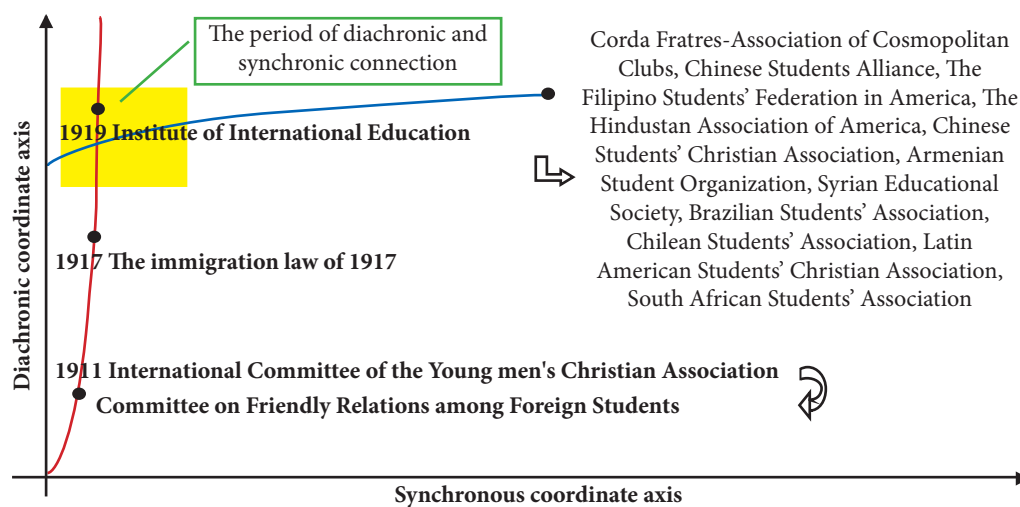 The period of diachronic and
synchronic connection
1919 Institute of International Education
1917 The immigration law of 1917
1911 International Committee of the Young men's Christian Association
Committee on Friendly Relations among Foreign Students
Corda Fratres-Association of Cosmopolitan
Clubs, Chinese Students Alliance, The
Filipino Students’ Federation in America, The
Hindustan Association of America, Chinese
Students’ Christian Association, Armenian
Student Organization, Syrian Educational
Society, Brazilian Students’ Association,
Chilean Students’ Association, Latin
American Students’ Christian Association,
South African Students’ Association
Diachronic coordinate axis
Synchronous coordinate axis